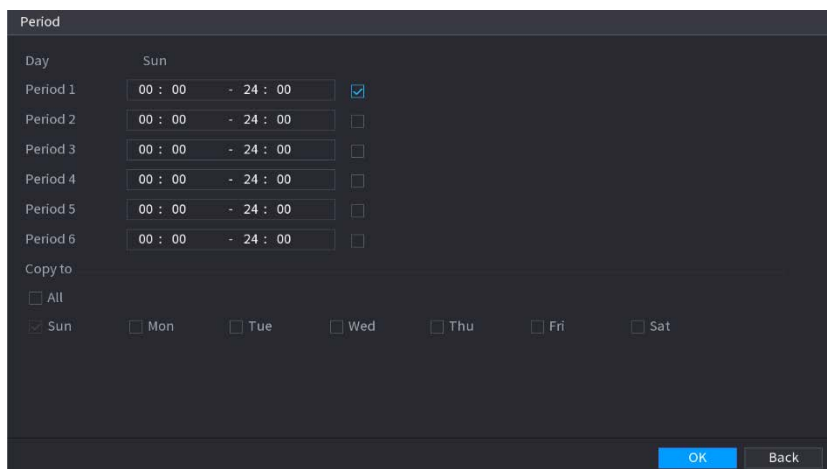 Period
Day Sun
Period 1 00 : 00 - 24 : 00
Period 2 00 : 00 - 24 : 00
Period 3 00 : 00 - 24 : 00
Period 4 00 : 00 - 24 : 00
Period 5 00 : 00 - 24 : 00
Period 6 00 : 00 - 24 : 00
Copy to
All
Sun Mon Tue Wed Thu Fri Sat
OK Back